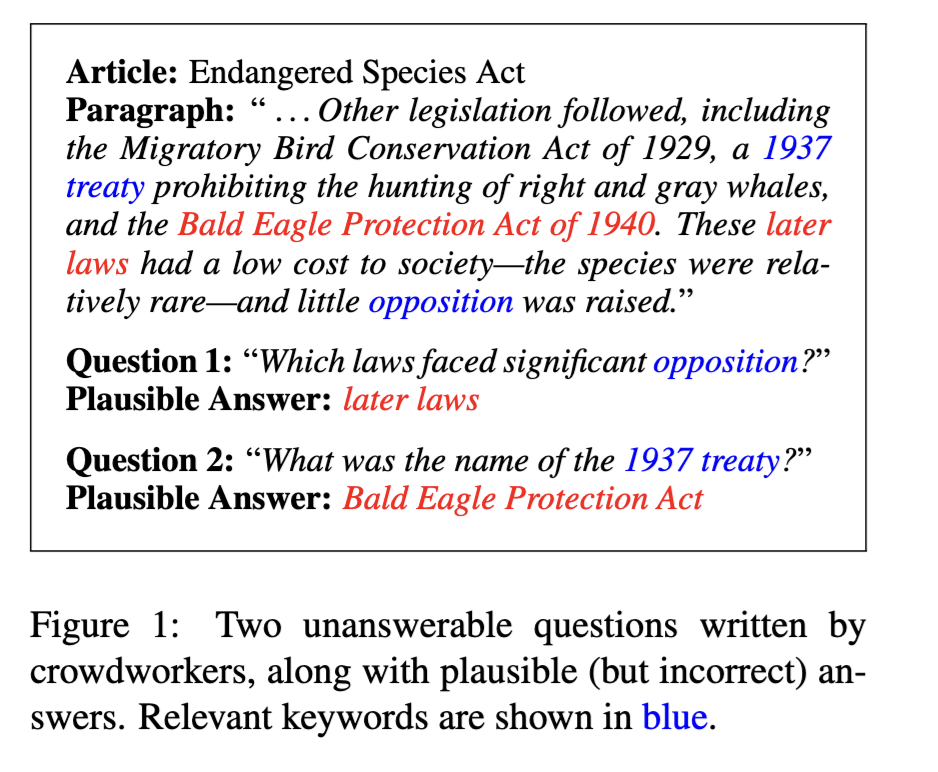 Article: Endangered Species Act
Paragraph: “ ... Other legislation followed, including
the Migratory Bird Conservation Act of 1929, a 1937
treaty prohibiting the hunting of right and gray whales,
and the Bald Eagle Protection Act of 1940. These later
laws had a low cost to society—the species were rela-
tively rare—and little opposition was raised.”
Question 1: “Which laws faced significant opposition?”
Plausible Answer: later laws
Question 2: “What was the name of the 1937 treaty?”
Plausible Answer: Bald Eagle Protection Act
Figure 1: Two unanswerable questions written by
crowdworkers, along with plausible (but incorrect) an-
swers. Relevant keywords are shown in blue.